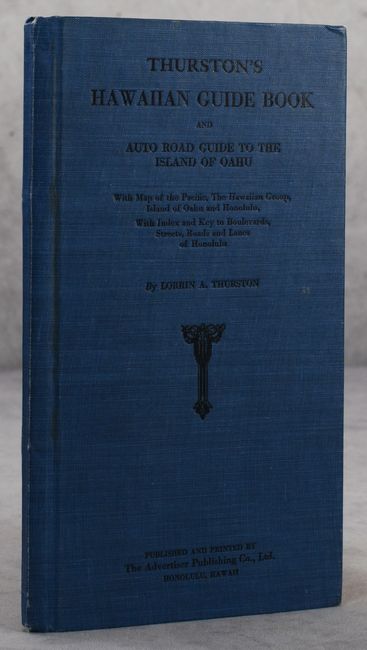 THURSTON'S
HAWAIIAN GUIDE BOOK
AND
AUTO ROAD GUIDE TO THE
ISLAND OF OAHU
With Map of the Pacific, The Hawaiian Group,
Island of Oahu and Honolulu,
With Index and Key to Boulevards,
Streets, Roads and Lanes
of Honolulu
By LORRIN A. THURSTON
PUBLISHED AND PRINTED BY
The Advertiser Publishing Co., Ltd.
HONOLULU, HAWAII